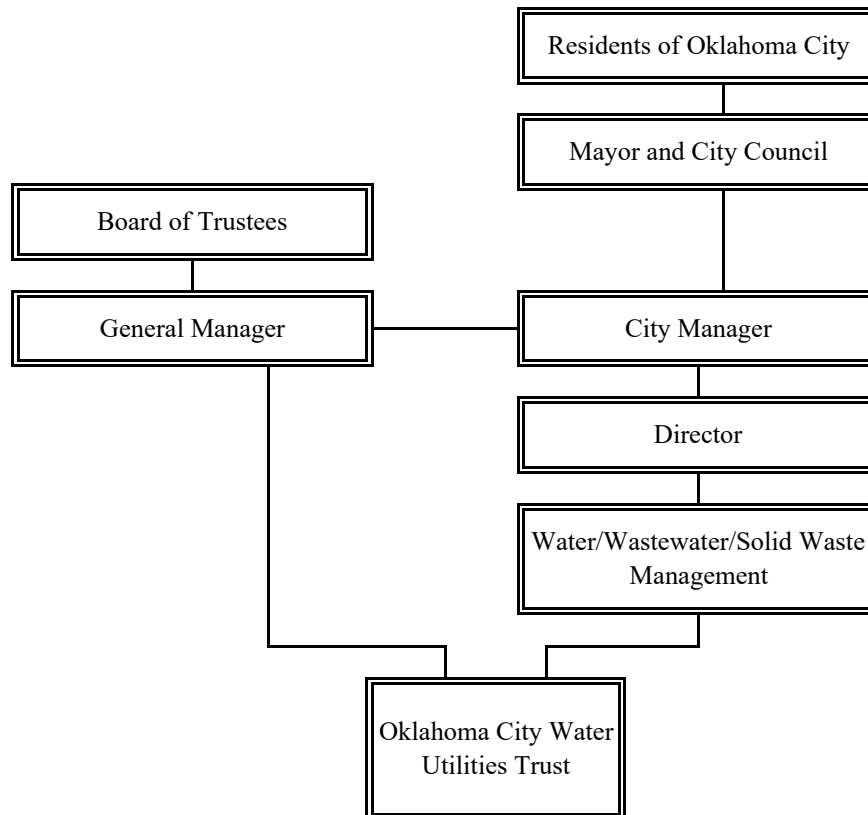 Residents of Oklahoma City
Mayor and City Council
Board of Trustees
General Manager
City Manager
Director
Water/Wastewater/Solid Waste
Management
Oklahoma City Water
Utilities Trust